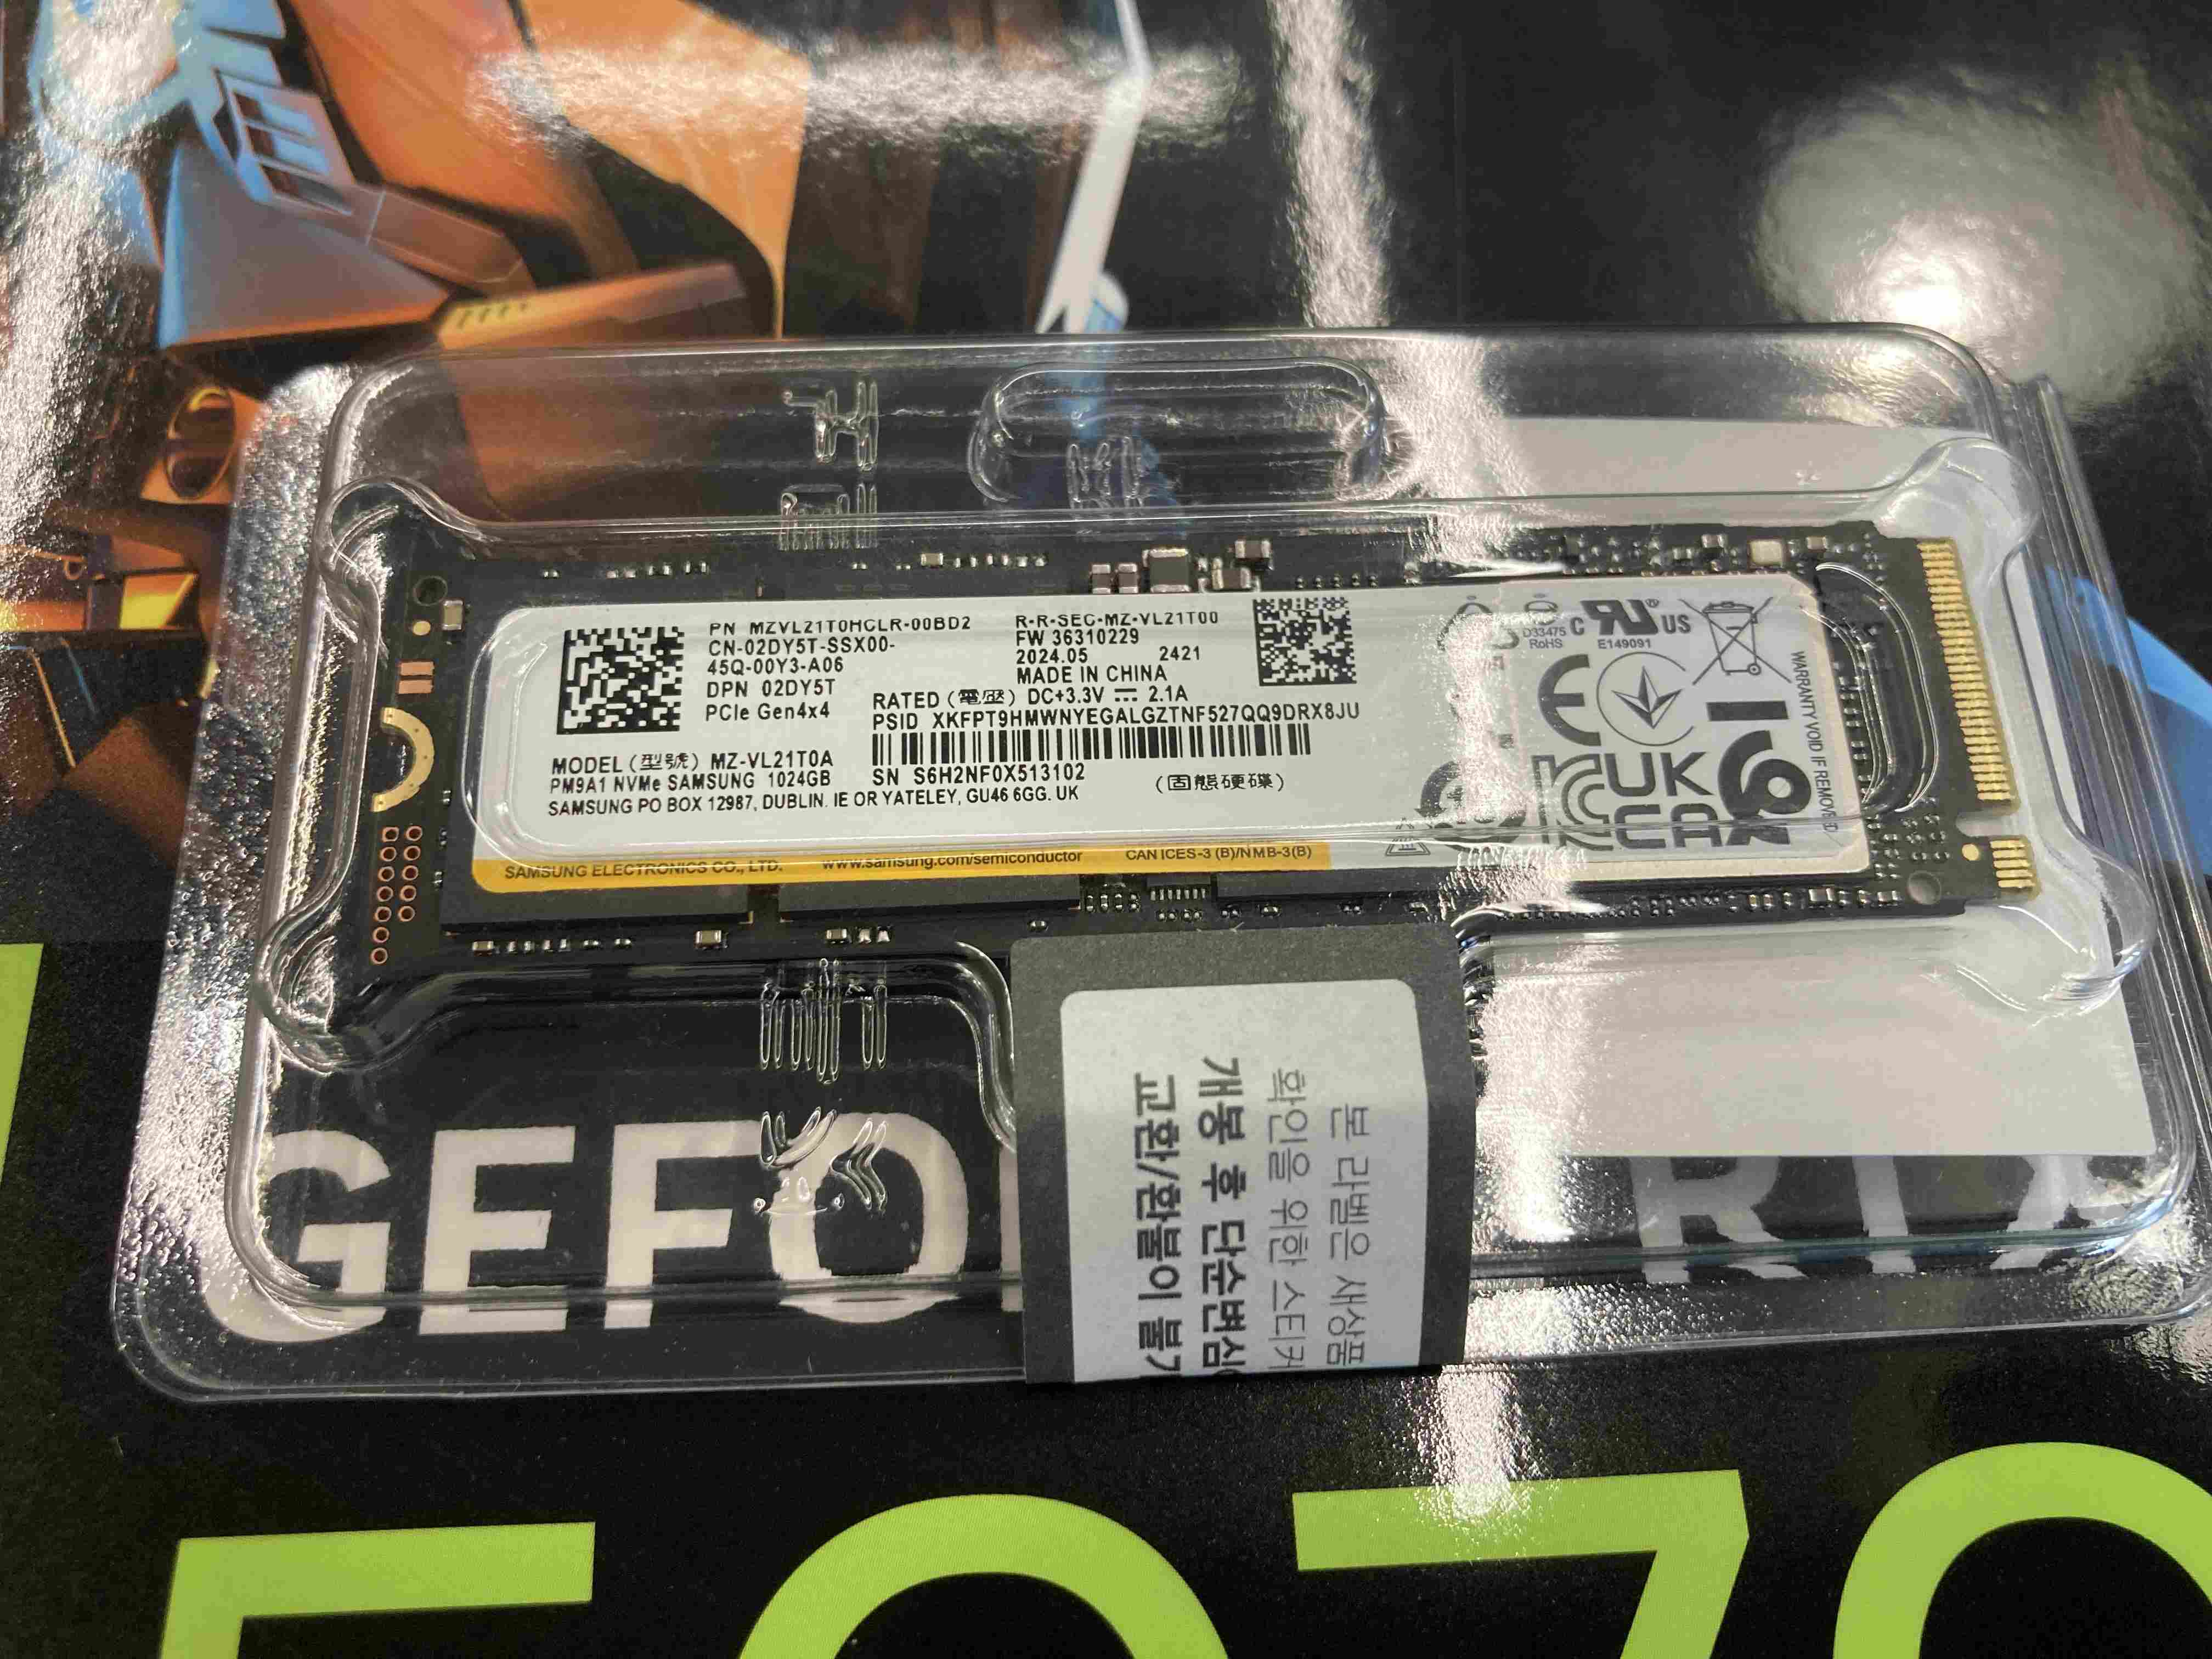 PN MZVL21T0HCLR-00BD2
CN-02DY5T-SSX00-
45Q-00Y3-A06
DPN 02DY5T
PCIe Gen4x4
R-R-SEC-MZ-VL21T00
FW 36310229
2024.05 2421
MADE IN CHINA
RATED (電壓) DC+3.3V 2.1A
PSID XKFPT9HMWNYEGALGZTNF527QQ9DRX8JU
MODEL (型號) MZ-VL21T0A
PM9A1 NVMe SAMSUNG 1024GB
SN S6H2NF0X513102
(固態硬碟)
SAMSUNG PO BOX 12987, DUBLIN. IE OR YATELEY, GU46 6GG. UK
SAMSUNG ELECTRONICS CO., LTD. www.samsung.com/semiconductor CAN ICES-3 (B)/NMB-3(B)
D33475
RoHS
C US
E149091
CE
UK
CA
WARRANTY VOID IF REMOVED
본 라벨은 새상품
확인을 위한 스티커
개봉 후 단순변심
교환/환불이 불가
GEFO
RTX
5070